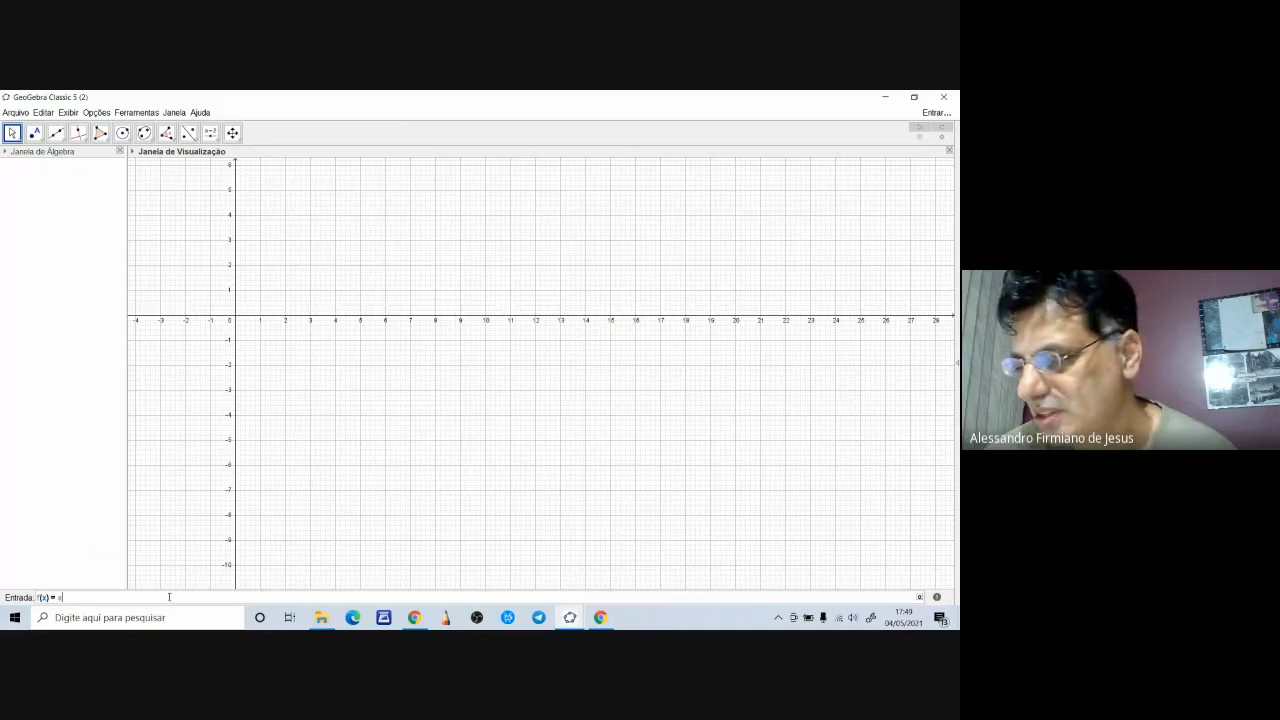 GeoGebra Classic 5 (2)
Arquivo Editar Exibir Opções Ferramentas Janela Ajuda
Entrar...
a=2
Janela de Álgebra
Janela de Visualização
6
5
4
3
2
1
-4 -3 -2 -1 0 1 2 3 4 5 6 7 8 9 10 11 12 13 14 15 16 17 18 19 20 21 22 23 24 25 26 27 28
-1
-2
-3
-4
-5
-6
-7
-8
-9
-10
Entrada: f(x) = a
Digite aqui para pesquisar
17:49
04/05/2021
13
Alessandro Firmiano de Jesus